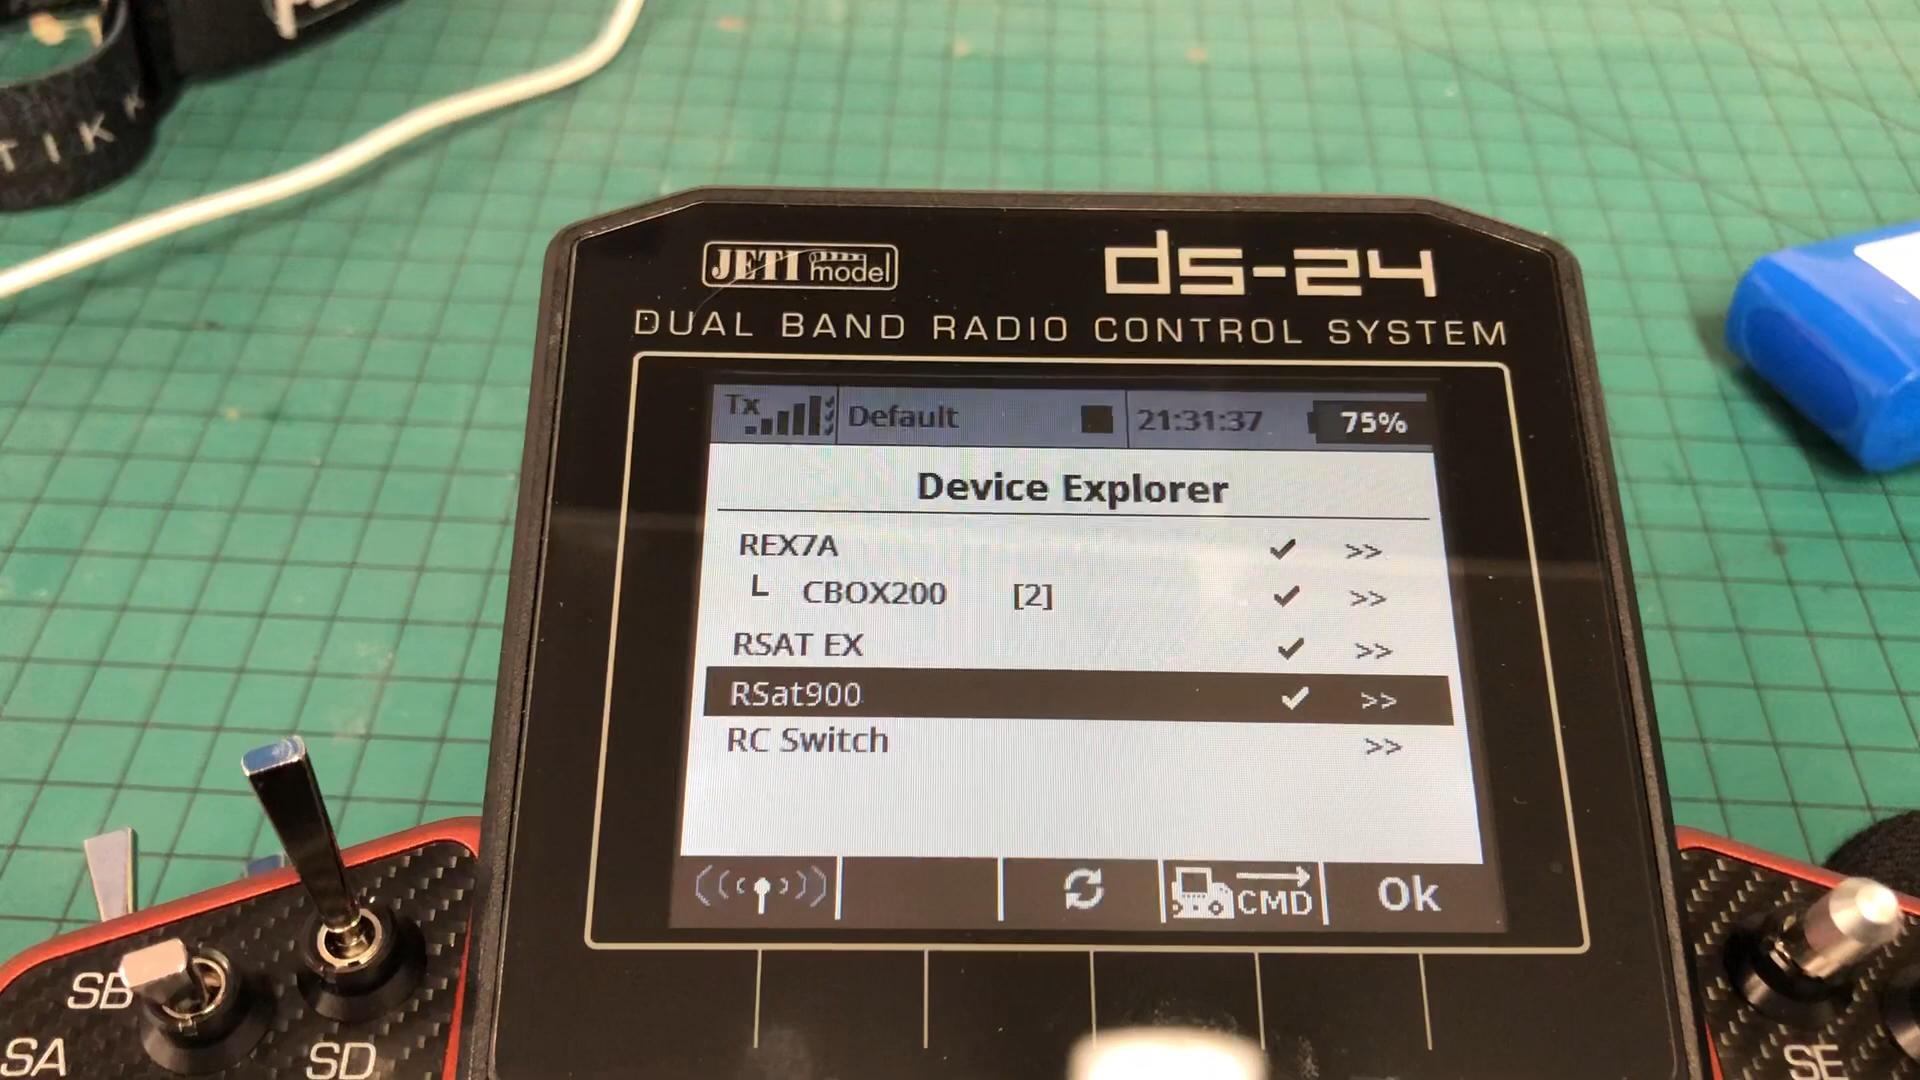 TIKK
JETI model
ds-24
DUAL BAND RADIO CONTROL SYSTEM
Tx Default 21:31:37 75%
Device Explorer
REX7A >>
CBOX200 [2] >>
RSAT EX >>
RSat900 >>
RC Switch >>
CMD Ok
SB
SA
SD
SE